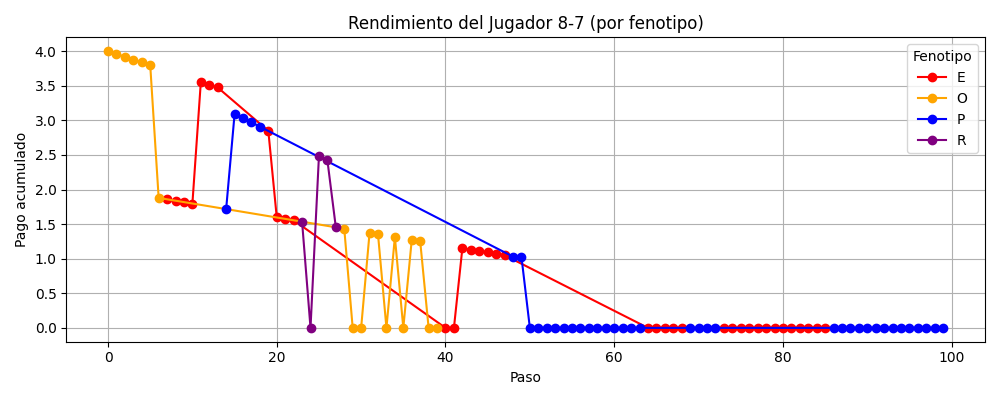 Rendimiento del Jugador 8-7 (por fenotipo)
Pago acumulado
4.0
3.5
3.0
2.5
2.0
1.5
1.0
0.5
0.0
0 20 40 60 80 100
Paso
Fenotipo
E
O
P
R